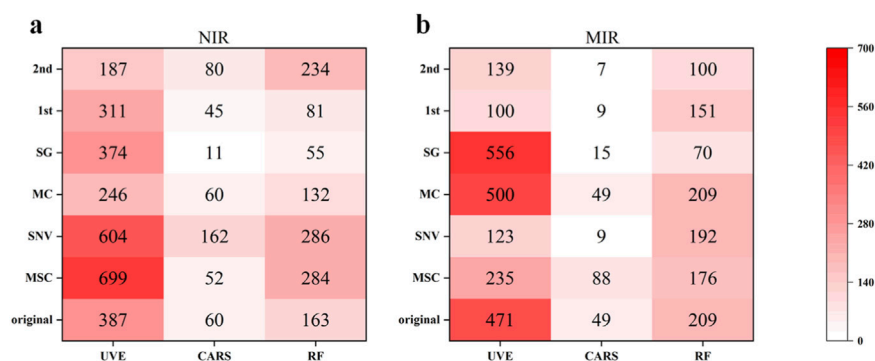 a NIR
2nd 187 80 234
1st 311 45 81
SG 374 11 55
MC 246 60 132
SNV 604 162 286
MSC 699 52 284
original 387 60 163
UVE CARS RF
b MIR
2nd 139 7 100
1st 100 9 151
SG 556 15 70
MC 500 49 209
SNV 123 9 192
MSC 235 88 176
original 471 49 209
UVE CARS RF
700
560
420
280
140
0